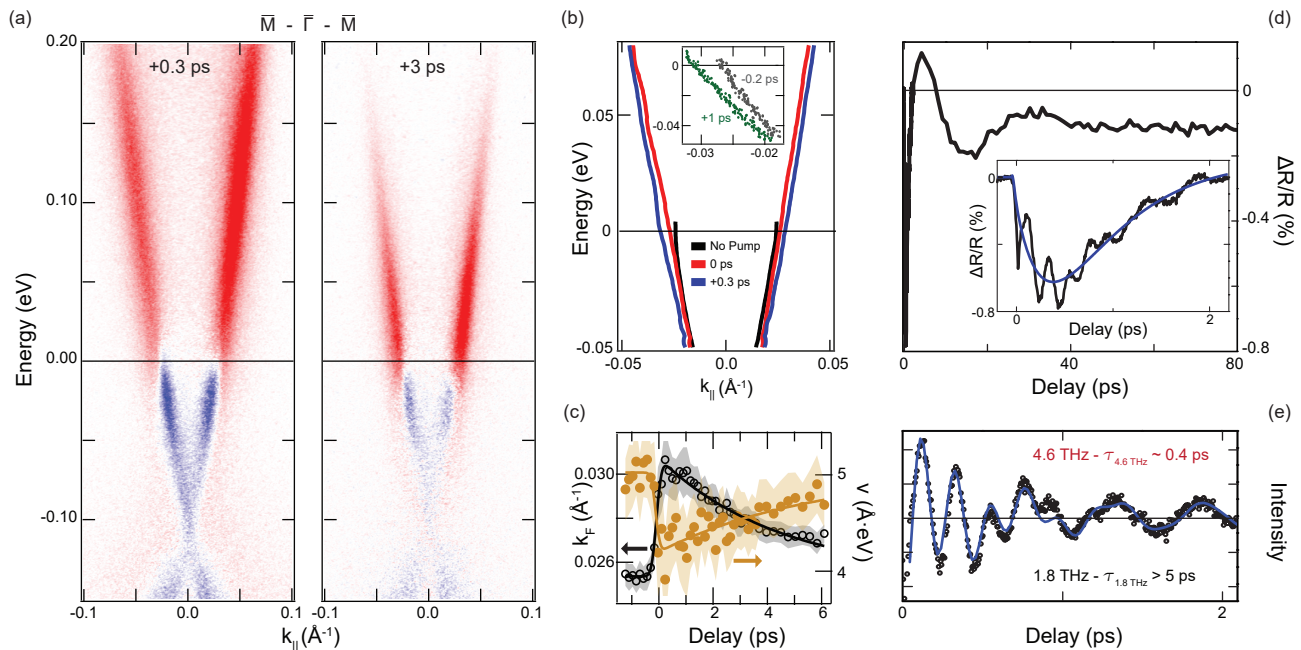 (a)
M̅ - Γ̅ - M̅
+0.3 ps
+3 ps
0.20
0.10
0.00
-0.10
Energy (eV)
-0.1
0.0
0.1
-0.1
0.0
0.1
k|| (Å⁻¹)
(b)
0
-0.04
-0.2 ps
+1 ps
-0.03
-0.02
0.05
0
-0.05
Energy (eV)
No Pump
0 ps
+0.3 ps
-0.05
0.0
0.05
k|| (Å⁻¹)
(c)
0.030
0.026
k_F (Å⁻¹)
5
4
v (Å·eV)
0
2
4
6
Delay (ps)
(d)
0
-0.4
-0.8
ΔR/R (%)
0
-0.8
ΔR/R (%)
0
2
Delay (ps)
0
20
40
60
80
Delay (ps)
(e)
4.6 THz - τ4.6 THz ~ 0.4 ps
1.8 THz - τ1.8 THz > 5 ps
Intensity
0
1
2
Delay (ps)